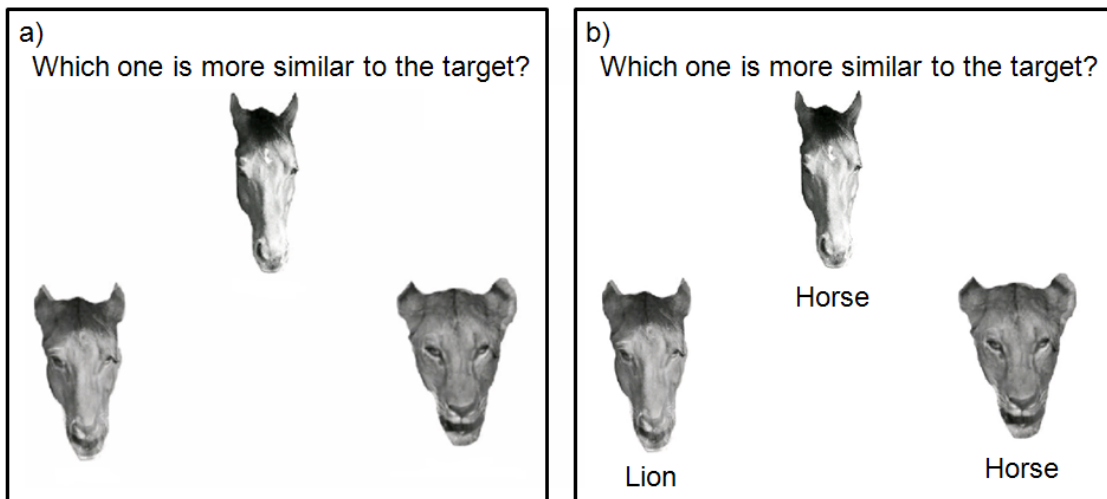 a)
Which one is more similar to the target?
b)
Which one is more similar to the target?
Horse
Lion
Horse